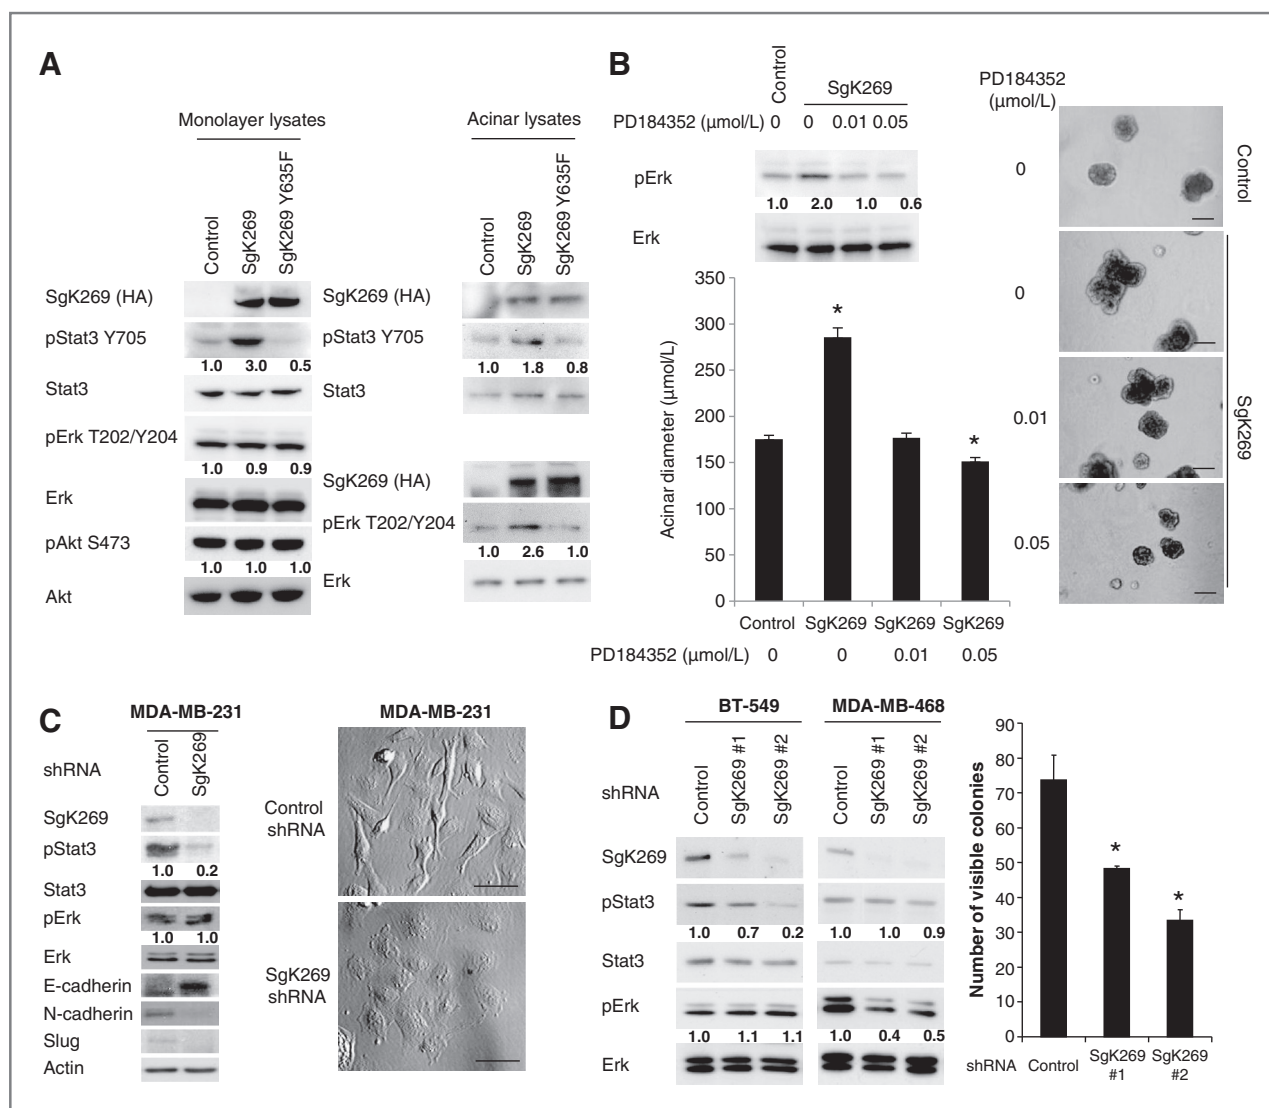 A
Monolayer lysates
Control
SgK269
SgK269 Y635F
SgK269 (HA)
pStat3 Y705
1.0 3.0 0.5
Stat3
pErk T202/Y204
1.0 0.9 0.9
Erk
pAkt S473
1.0 1.0 1.0
Akt
Acinar lysates
Control
SgK269
SgK269 Y635F
SgK269 (HA)
pStat3 Y705
1.0 1.8 0.8
Stat3
SgK269 (HA)
pErk T202/Y204
1.0 2.6 1.0
Erk
B
Control
SgK269
PD184352 (µmol/L) 0 0 0.01 0.05
pErk
1.0 2.0 1.0 0.6
Erk
Acinar diameter (µmol/L)
350
300
250
200
150
100
50
0
*
*
Control SgK269 SgK269 SgK269
PD184352 (µmol/L) 0 0 0.01 0.05
PD184352
(µmol/L)
0
0
0.01
0.05
Control
SgK269
C
MDA-MB-231
Control
SgK269
shRNA
SgK269
pStat3
1.0 0.2
Stat3
pErk
1.0 1.0
Erk
E-cadherin
N-cadherin
Slug
Actin
MDA-MB-231
Control
shRNA
SgK269
shRNA
D
BT-549
MDA-MB-468
Control
SgK269 #1
SgK269 #2
Control
SgK269 #1
SgK269 #2
shRNA
SgK269
pStat3
1.0 0.7 0.2 1.0 1.0 0.9
Stat3
pErk
1.0 1.1 1.1 1.0 0.4 0.5
Erk
Number of visible colonies
90
80
70
60
50
40
30
20
10
0
*
*
shRNA Control SgK269 SgK269
#1 #2